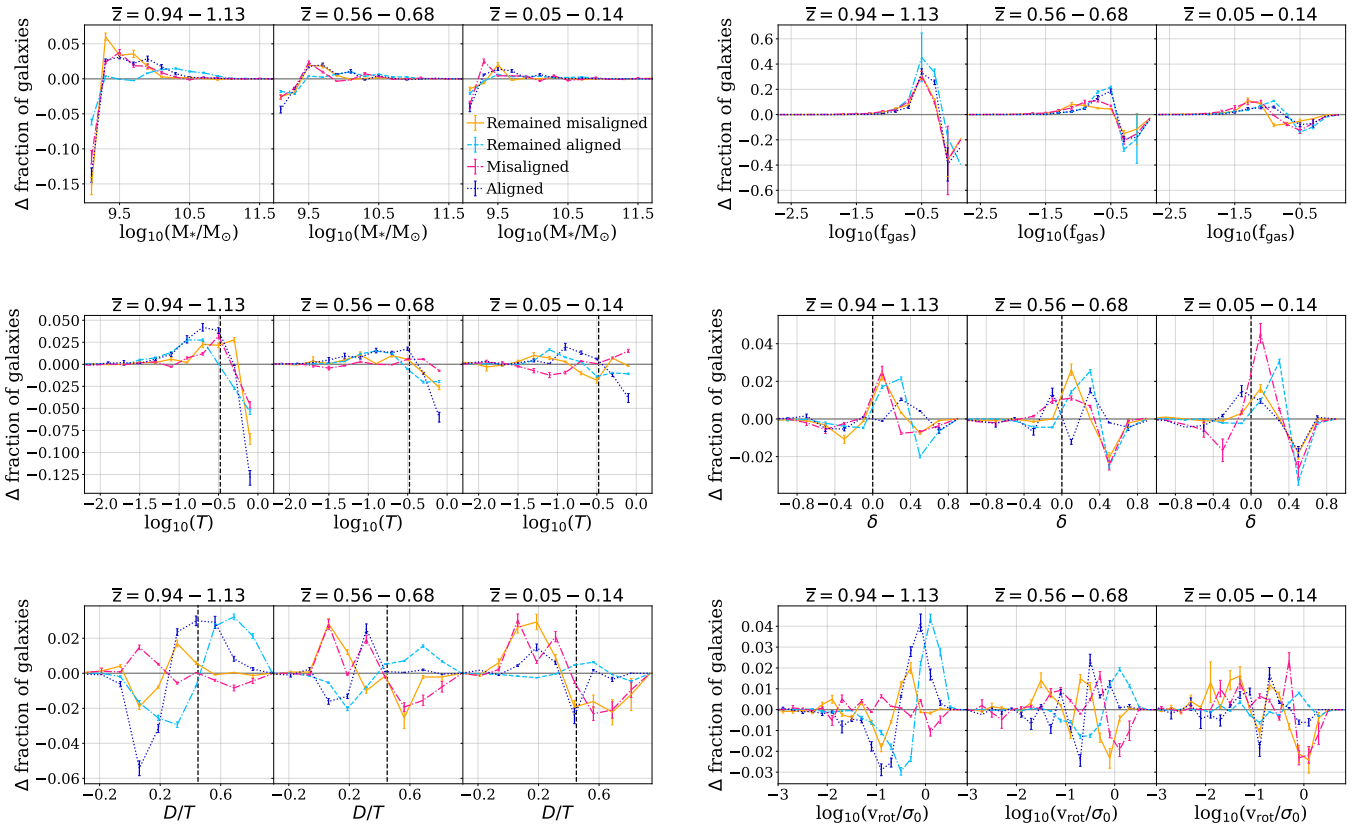 z̅ = 0.94 − 1.13 z̅ = 0.56 − 0.68 z̅ = 0.05 − 0.14
0.05
0.00
−0.05
−0.10
−0.15
Δ fraction of galaxies
Remained misaligned
Remained aligned
Misaligned
Aligned
9.5 10.5 11.5 9.5 10.5 11.5 9.5 10.5 11.5
log₁₀(M*/M⊙) log₁₀(M*/M⊙) log₁₀(M*/M⊙)
z̅ = 0.94 − 1.13 z̅ = 0.56 − 0.68 z̅ = 0.05 − 0.14
0.6
0.4
0.2
0.0
−0.2
−0.4
−0.6
Δ fraction of galaxies
−2.5 −1.5 −0.5 −2.5 −1.5 −0.5 −2.5 −1.5 −0.5
log₁₀(f_gas) log₁₀(f_gas) log₁₀(f_gas)
z̅ = 0.94 − 1.13 z̅ = 0.56 − 0.68 z̅ = 0.05 − 0.14
0.050
0.025
0.000
−0.025
−0.050
−0.075
−0.100
−0.125
Δ fraction of galaxies
−2.0 −1.5 −1.0 −0.5 0.0 −2.0 −1.5 −1.0 −0.5 0.0 −2.0 −1.5 −1.0 −0.5 0.0
log₁₀(T) log₁₀(T) log₁₀(T)
z̅ = 0.94 − 1.13 z̅ = 0.56 − 0.68 z̅ = 0.05 − 0.14
0.04
0.02
0.00
−0.02
Δ fraction of galaxies
−0.8 −0.4 0.0 0.4 0.8 −0.8 −0.4 0.0 0.4 0.8 −0.8 −0.4 0.0 0.4 0.8
δ δ δ
z̅ = 0.94 − 1.13 z̅ = 0.56 − 0.68 z̅ = 0.05 − 0.14
0.02
0.00
−0.02
−0.04
−0.06
Δ fraction of galaxies
−0.2 0.2 0.6 −0.2 0.2 0.6 −0.2 0.2 0.6
D/T D/T D/T
z̅ = 0.94 − 1.13 z̅ = 0.56 − 0.68 z̅ = 0.05 − 0.14
0.04
0.03
0.02
0.01
0.00
−0.01
−0.02
−0.03
Δ fraction of galaxies
−3 −2 −1 0 −3 −2 −1 0 −3 −2 −1 0
log₁₀(v_rot/σ₀) log₁₀(v_rot/σ₀) log₁₀(v_rot/σ₀)